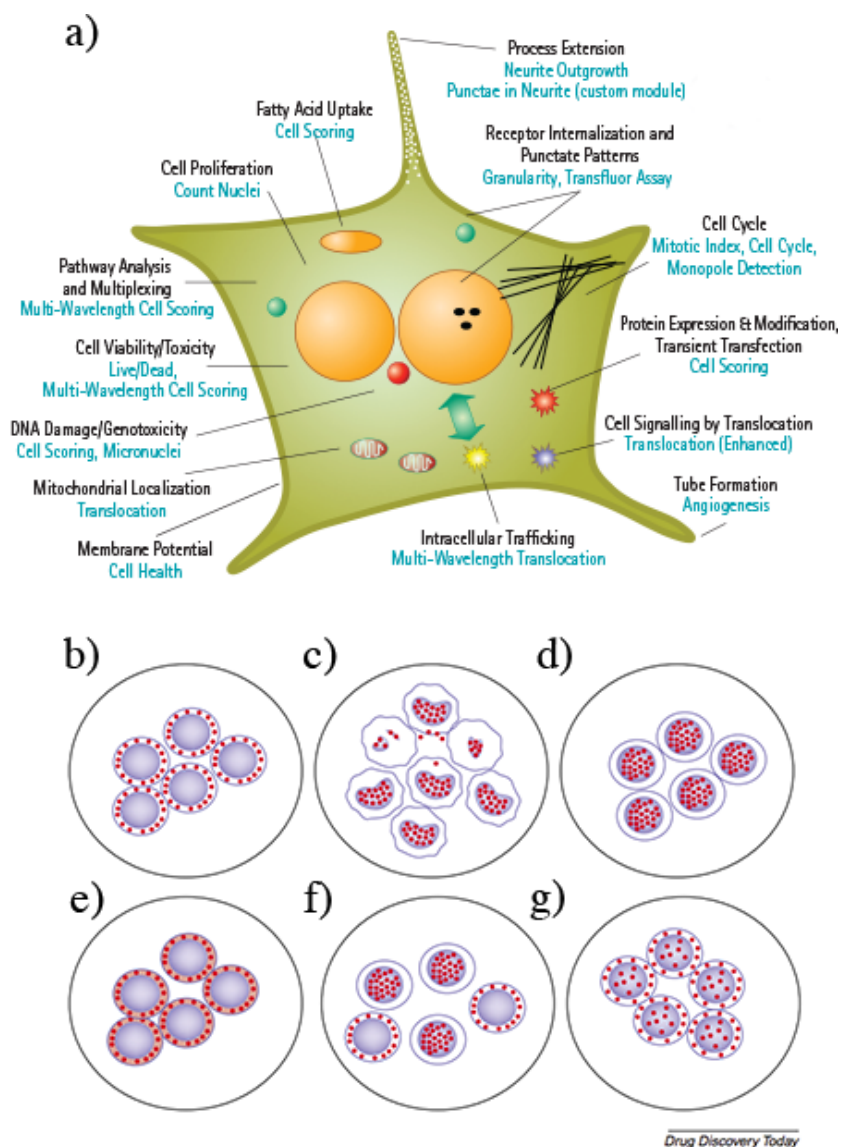 a)
Process Extension
Neurite Outgrowth
Punctae in Neurite (custom module)
Fatty Acid Uptake
Cell Scoring
Receptor Internalization and
Punctate Patterns
Granularity, Transfluor Assay
Cell Proliferation
Count Nuclei
Cell Cycle
Mitotic Index, Cell Cycle,
Monopole Detection
Pathway Analysis
and Multiplexing
Multi-Wavelength Cell Scoring
Protein Expression & Modification,
Transient Transfection
Cell Scoring
Cell Viability/Toxicity
Live/Dead,
Multi-Wavelength Cell Scoring
DNA Damage/Genotoxicity
Cell Scoring, Micronuclei
Cell Signalling by Translocation
Translocation (Enhanced)
Mitochondrial Localization
Translocation
Tube Formation
Angiogenesis
Membrane Potential
Cell Health
Intracellular Trafficking
Multi-Wavelength Translocation
b)
c)
d)
e)
f)
g)
Drug Discovery Today